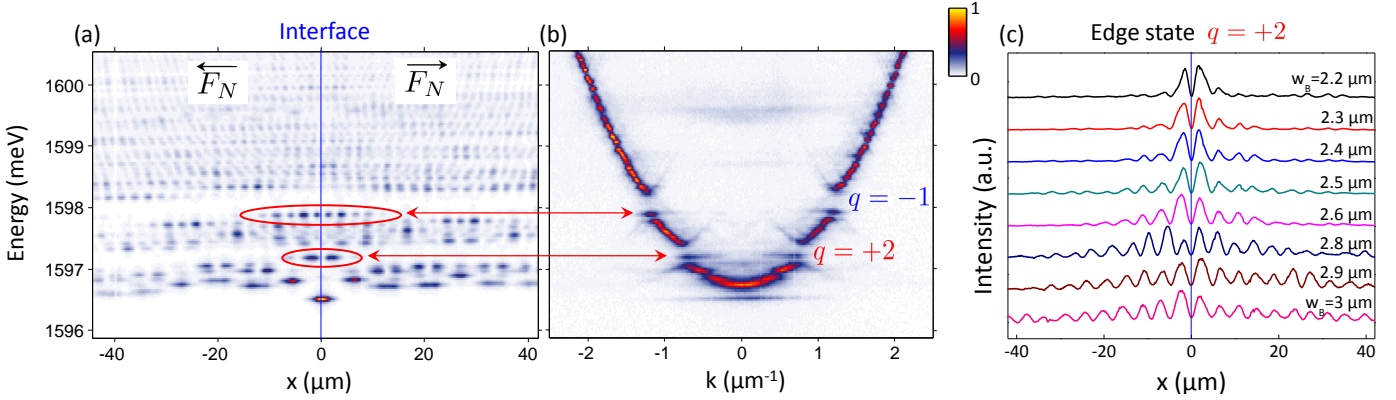 (a)
Interface
(b)
1
0
(c) Edge state q = +2
F_N
F_N
1600
1599
1598
1597
1596
Energy (meV)
-40 -20 0 20 40
x (μm)
q = −1
q = +2
-2 -1 0 1 2
k (μm⁻¹)
w_B=2.2 μm
2.3 μm
2.4 μm
2.5 μm
2.6 μm
2.8 μm
2.9 μm
w_B=3 μm
Intensity (a.u.)
-40 -20 0 20 40
x (μm)